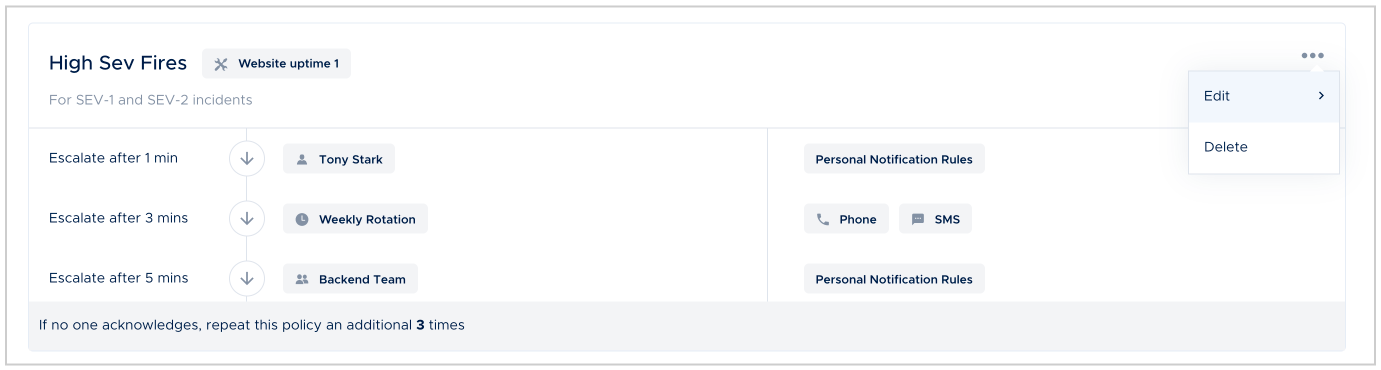 High Sev Fires Website uptime 1
For SEV-1 and SEV-2 incidents
Edit
Delete
Escalate after 1 min Tony Stark Personal Notification Rules
Escalate after 3 mins Weekly Rotation Phone SMS
Escalate after 5 mins Backend Team Personal Notification Rules
If no one acknowledges, repeat this policy an additional 3 times